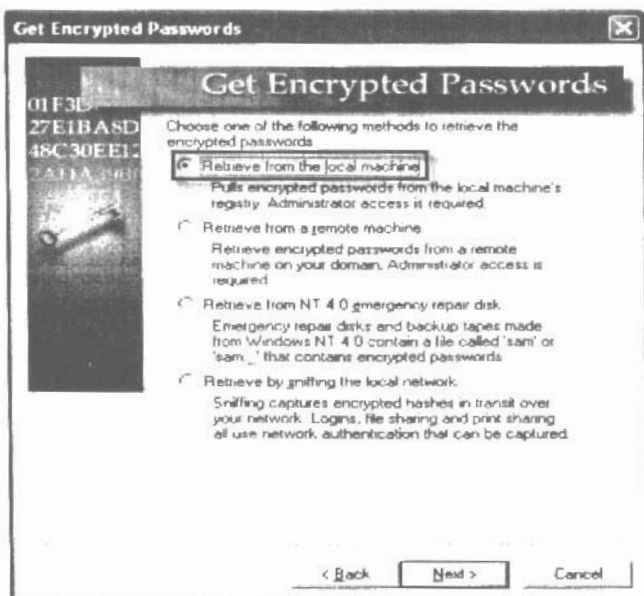 Get Encrypted Passwords
Get Encrypted Passwords
01F3D
27E1BA8D
48C30EE12
Choose one of the following methods to retrieve the
encrypted passwords
Retrieve from the local machine
Pulls encrypted passwords from the local machine's
registry. Administrator access is required.
Retrieve from a remote machine
Retrieve encrypted passwords from a remote
machine on your domain. Administrator access is
required
Retrieve from NT 4.0 emergency repair disk
Emergency repair disks and backup tapes made
from Windows NT 4.0 contain a file called 'sam' or
'sam._' that contains encrypted passwords
Retrieve by sniffing the local network
Sniffing captures encrypted hashes in transit over
your network. Logins, file sharing and print sharing
all use network authentication that can be captured.
< Back
Next >
Cancel